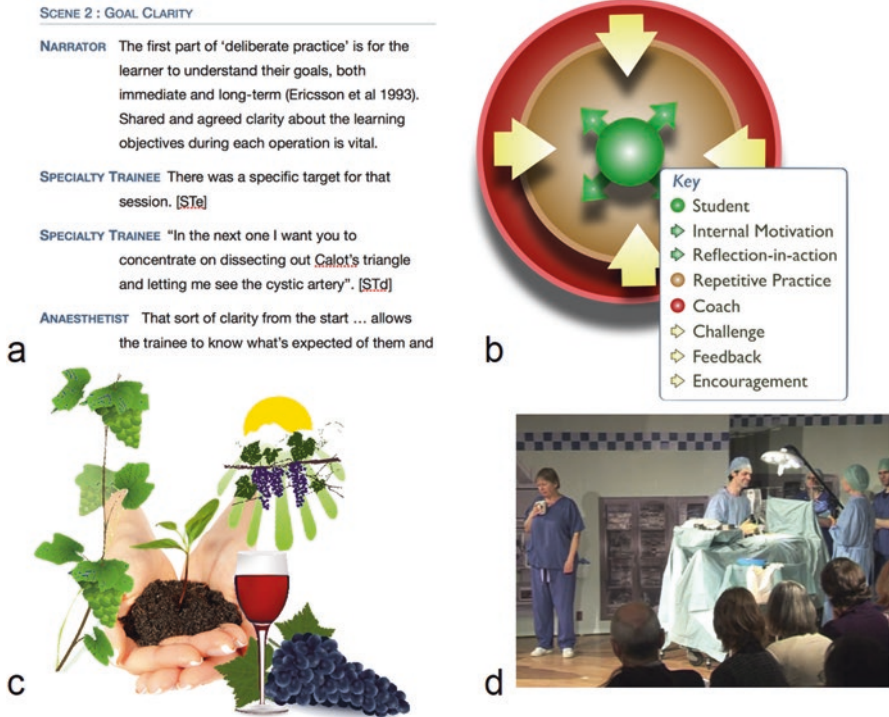 SCENE 2 : GOAL CLARITY
NARRATOR The first part of ‘deliberate practice’ is for the
learner to understand their goals, both
immediate and long-term (Ericsson et al 1993).
Shared and agreed clarity about the learning
objectives during each operation is vital.
SPECIALTY TRAINEE There was a specific target for that
session. [STe]
SPECIALTY TRAINEE “In the next one I want you to
concentrate on dissecting out Calot’s triangle
and letting me see the cystic artery”. [STd]
ANAESTHETIST That sort of clarity from the start … allows
the trainee to know what’s expected of them and
a
Key
Student
Internal Motivation
Reflection-in-action
Repetitive Practice
Coach
Challenge
Feedback
Encouragement
b
c
d